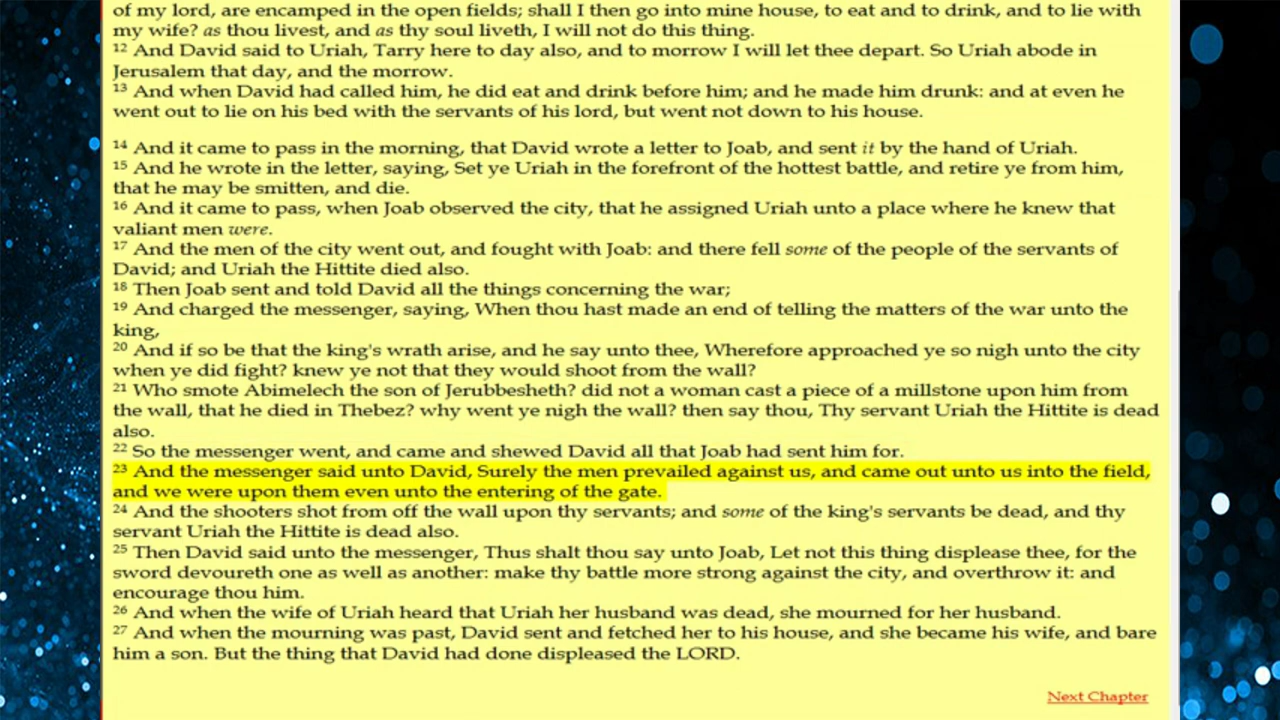 of my lord, are encamped in the open fields; shall I then go into mine house, to eat and to drink, and to lie with
my wife? as thou livest, and as thy soul liveth, I will not do this thing.
12 And David said to Uriah, Tarry here to day also, and to morrow I will let thee depart. So Uriah abode in
Jerusalem that day, and the morrow.
13 And when David had called him, he did eat and drink before him; and he made him drunk: and at even he
went out to lie on his bed with the servants of his lord, but went not down to his house.
14 And it came to pass in the morning, that David wrote a letter to Joab, and sent it by the hand of Uriah.
15 And he wrote in the letter, saying, Set ye Uriah in the forefront of the hottest battle, and retire ye from him,
that he may be smitten, and die.
16 And it came to pass, when Joab observed the city, that he assigned Uriah unto a place where he knew that
valiant men were.
17 And the men of the city went out, and fought with Joab: and there fell some of the people of the servants of
David; and Uriah the Hittite died also.
18 Then Joab sent and told David all the things concerning the war;
19 And charged the messenger, saying, When thou hast made an end of telling the matters of the war unto the
king,
20 And if so be that the king's wrath arise, and he say unto thee, Wherefore approached ye so nigh unto the city
when ye did fight? knew ye not that they would shoot from the wall?
21 Who smote Abimelech the son of Jerubbesheth? did not a woman cast a piece of a millstone upon him from
the wall, that he died in Thebez? why went ye nigh the wall? then say thou, Thy servant Uriah the Hittite is dead
also.
22 So the messenger went, and came and shewed David all that Joab had sent him for.
23 And the messenger said unto David, Surely the men prevailed against us, and came out unto us into the field,
and we were upon them even unto the entering of the gate.
24 And the shooters shot from off the wall upon thy servants; and some of the king's servants be dead, and thy
servant Uriah the Hittite is dead also.
25 Then David said unto the messenger, Thus shalt thou say unto Joab, Let not this thing displease thee, for the
sword devoureth one as well as another: make thy battle more strong against the city, and overthrow it: and
encourage thou him.
26 And when the wife of Uriah heard that Uriah her husband was dead, she mourned for her husband.
27 And when the mourning was past, David sent and fetched her to his house, and she became his wife, and bare
him a son. But the thing that David had done displeased the LORD.
Next Chapter